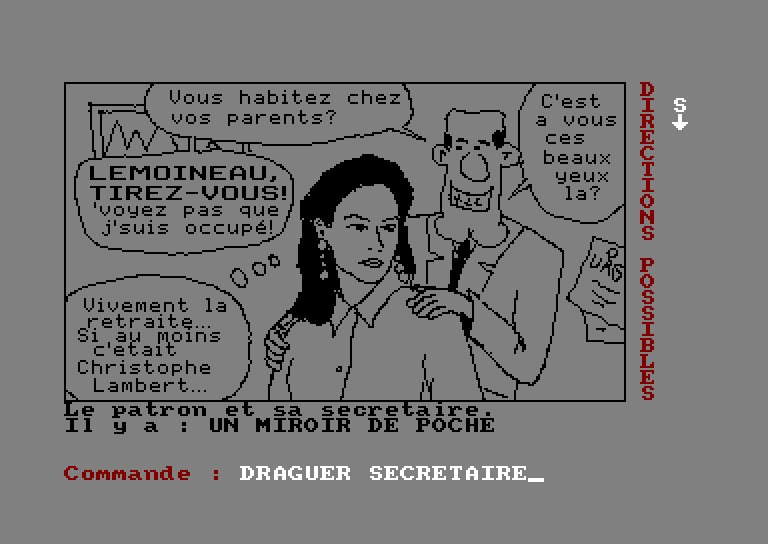 Vous habitez chez
vos parents?
C'est
a vous
ces
beaux
yeux
la?
LEMOINEAU,
TIREZ-VOUS!
'voyez pas que
j'suis occupé!
Vivement la
retraite...
Si au moins
c'etait
Christophe
Lambert...
DIRECTIONS POSSIBLES
S
Le patron et sa secretaire.
Il y a : UN MIROIR DE POCHE
Commande : DRAGUER SECRETAIRE_